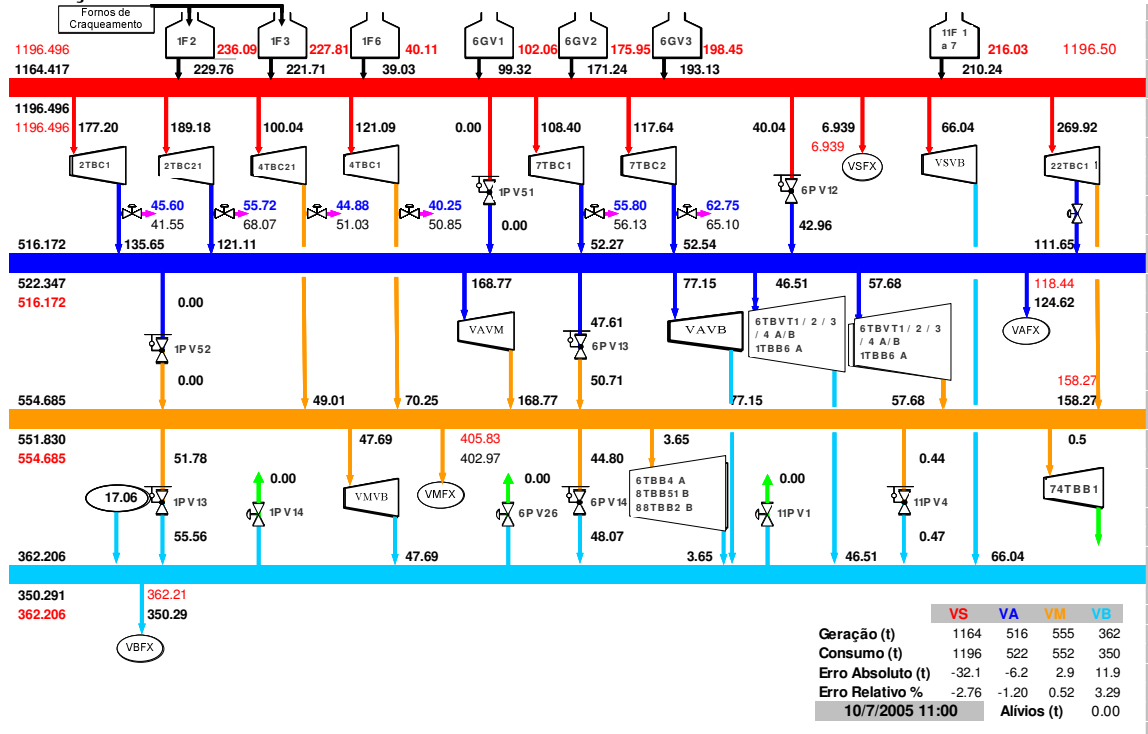 Fornos de
Craqueamento
1F2
1F3
1F6
6GV1
6GV2
6GV3
11F 1
a 7
1196.496
236.09
227.81
40.11
102.06
175.95
198.45
216.03
1196.50
1164.417
229.76
221.71
39.03
99.32
171.24
193.13
210.24
1196.496
1196.496
177.20
189.18
100.04
121.09
0.00
108.40
117.64
40.04
6.939
6.939
66.04
269.92
2TBC1
2TBC21
4TBC21
4TBC1
1PV51
7TBC1
7TBC2
6PV12
VSFX
VSVB
22TBC1 1
45.60
41.55
55.72
68.07
44.88
51.03
40.25
50.85
0.00
55.80
56.13
62.75
65.10
42.96
516.172
135.65
121.11
52.27
52.54
111.65
522.347
516.172
0.00
168.77
77.15
46.51
57.68
118.44
124.62
1PV52
VAVM
47.61
6PV13
VAVB
6TBVT1/ 2 / 3
/ 4 A/B
1TBB6 A
6TBVT1/ 2 / 3
/ 4 A/B
1TBB6 A
VAFX
0.00
50.71
158.27
554.685
49.01
70.25
168.77
77.15
57.68
158.27
551.830
554.685
51.78
47.69
405.83
402.97
44.80
3.65
0.44
0.5
17.06
1PV13
0.00
1PV14
VMVB
VMFX
0.00
6PV26
6PV14
6TBB4 A
8TBB51 B
88TBB2 B
0.00
11PV1
11PV4
74TBB1
55.56
48.07
0.47
362.206
47.69
3.65
46.51
66.04
350.291
362.206
362.21
350.29
VBFX
VS VA VM VB
Geração (t) 1164 516 555 362
Consumo (t) 1196 522 552 350
Erro Absoluto (t) -32.1 -6.2 2.9 11.9
Erro Relativo % -2.76 -1.20 0.52 3.29
10/7/2005 11:00 Alívios (t) 0.00